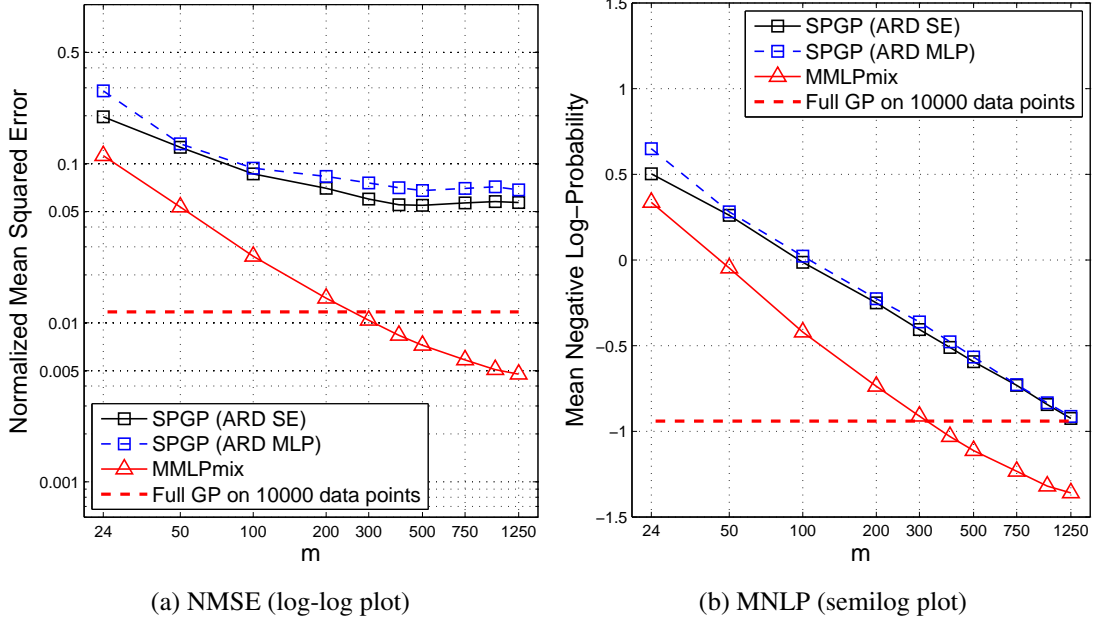 0.5
0.1
0.05
0.01
0.005
0.001
Normalized Mean Squared Error
SPGP (ARD SE)
SPGP (ARD MLP)
MMLPmix
Full GP on 10000 data points
24 50 100 200 300 500 750 1250
m
(a) NMSE (log-log plot)
1.5
1
0.5
0
−0.5
−1
−1.5
Mean Negative Log−Probability
SPGP (ARD SE)
SPGP (ARD MLP)
MMLPmix
Full GP on 10000 data points
24 50 100 200 300 500 750 1250
m
(b) MNLP (semilog plot)